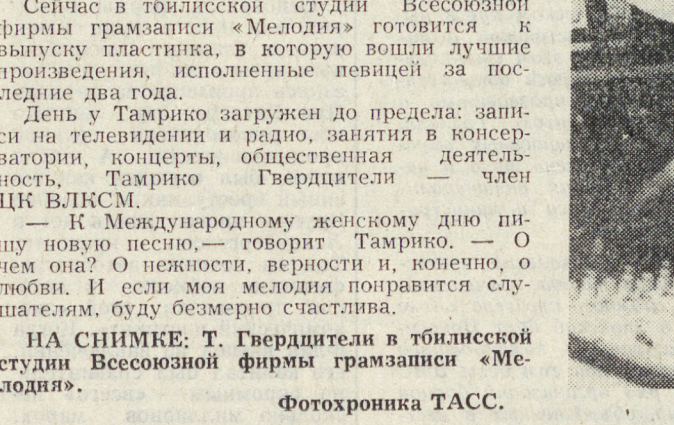 Сейчас в тбилисской студии Всесоюзной
фирмы грамзаписи «Мелодия» готовится к
выпуску пластинка, в которую вошли лучшие
произведения, исполненные певицей за пос-
ледние два года.
День у Тамрико загружен до предела: запи-
си на телевидении и радио, занятия в консер-
ватории, концерты, общественная деятель-
ность, Тамрико Гвердцители — член
ЦК ВЛКСМ.
— К Международному женскому дню пи-
шу новую песню,— говорит Тамрико. — О
чем она? О нежности, верности и, конечно, о
любви. И если моя мелодия понравится слу-
шателям, буду безмерно счастлива.
НА СНИМКЕ: Т. Гвердцители в тбилисской
студии Всесоюзной фирмы грамзаписи «Ме-
лодия».
Фотохроника ТАСС.